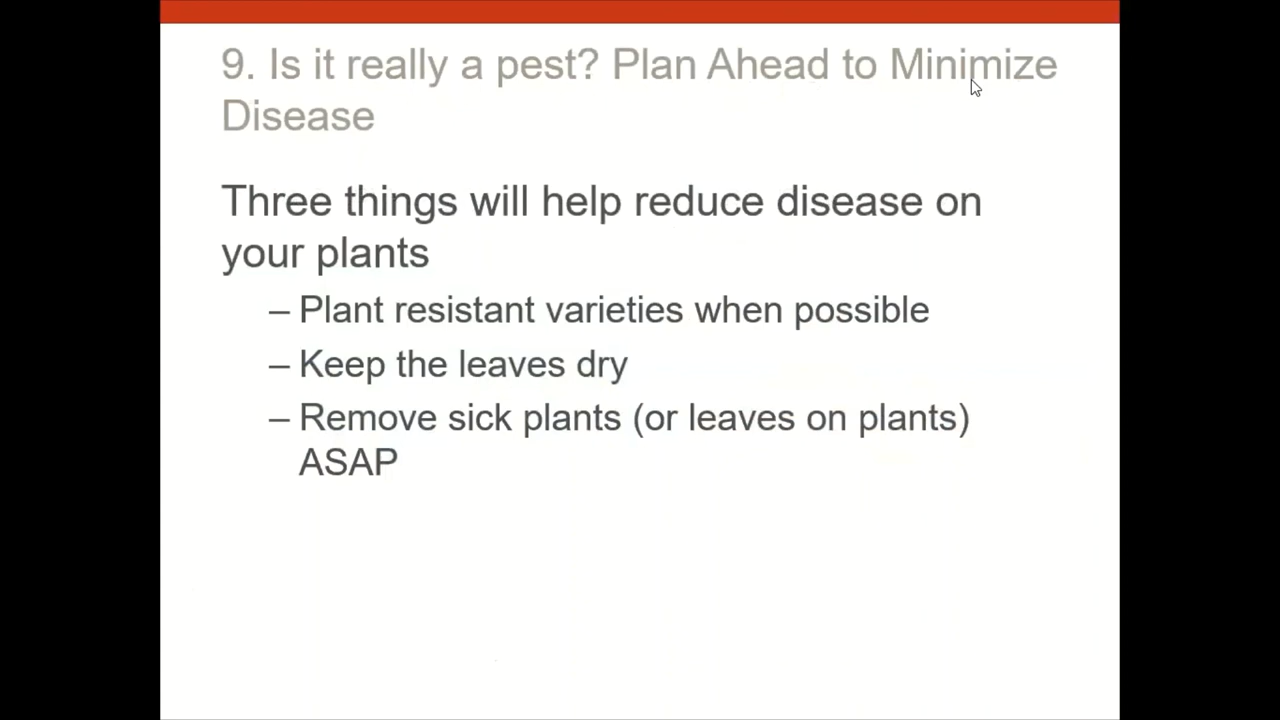 9. Is it really a pest? Plan Ahead to Minimize
Disease
Three things will help reduce disease on
your plants
– Plant resistant varieties when possible
– Keep the leaves dry
– Remove sick plants (or leaves on plants)
ASAP